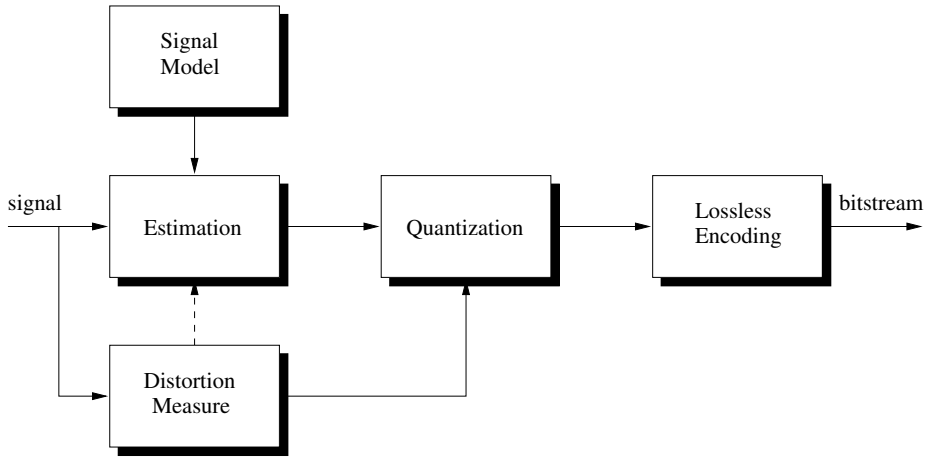 Signal
Model
signal
Estimation
Quantization
Lossless
Encoding
bitstream
Distortion
Measure